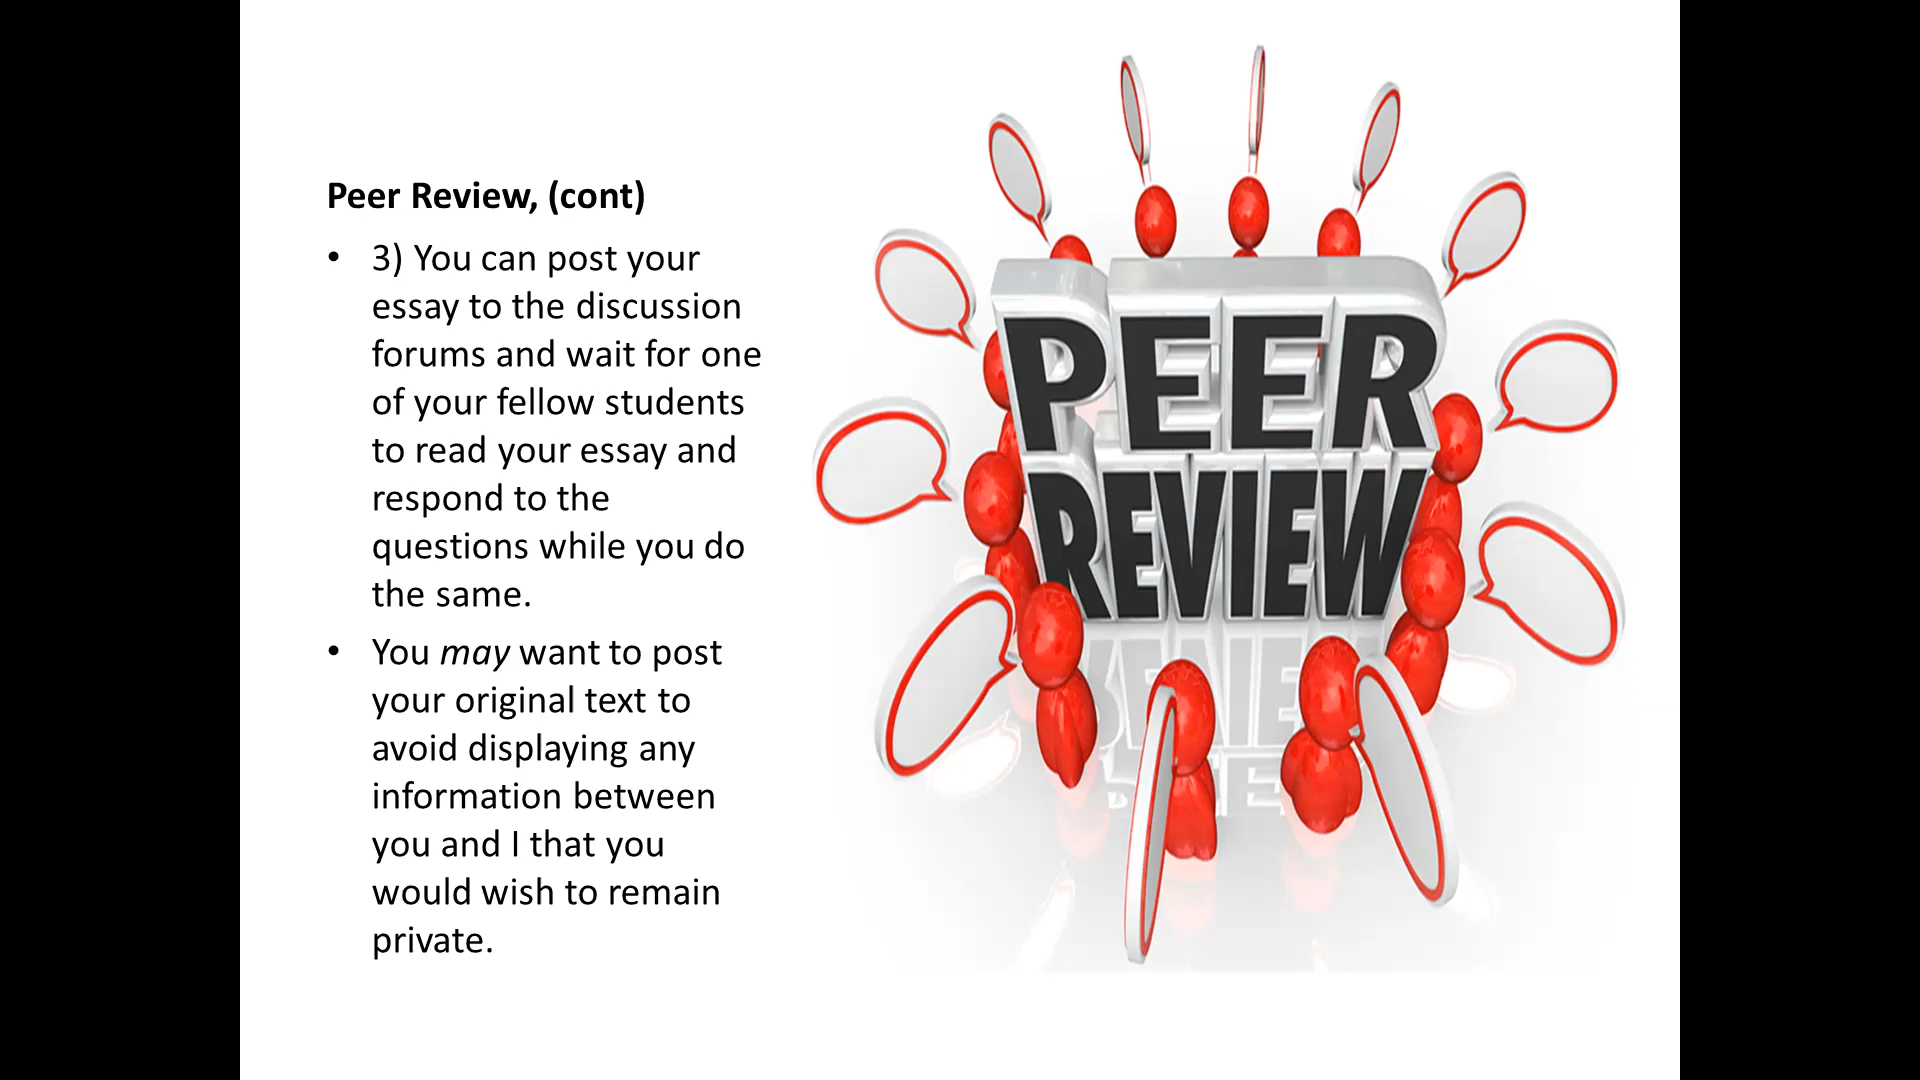 Peer Review, (cont)
• 3) You can post your
essay to the discussion
forums and wait for one
of your fellow students
to read your essay and
respond to the
questions while you do
the same.
• You may want to post
your original text to
avoid displaying any
information between
you and I that you
would wish to remain
private.
PEER
REVIEW